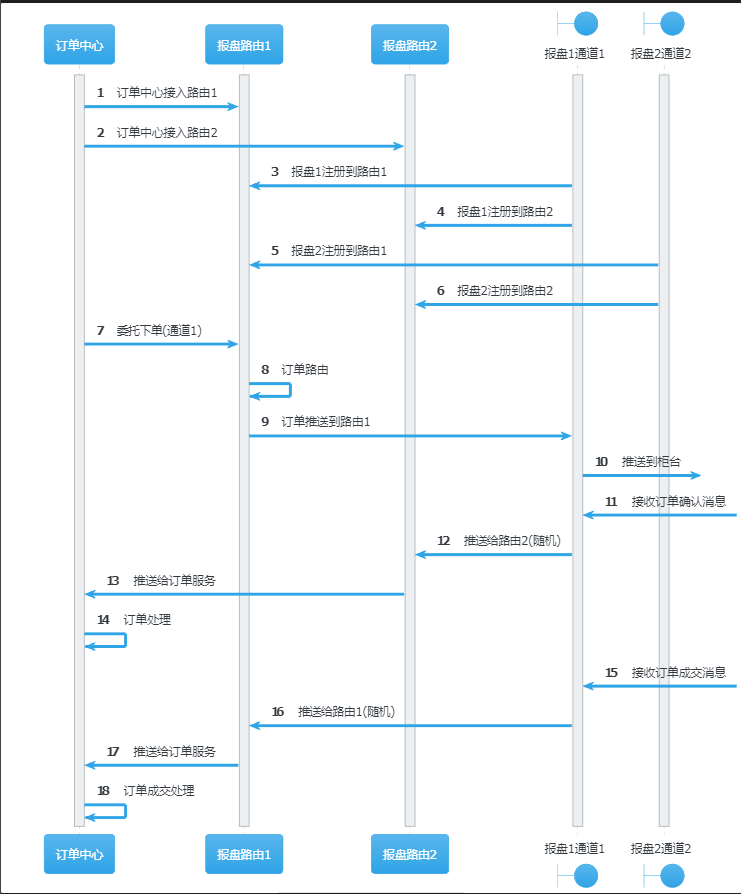 订单中心 报盘路由1 报盘路由2 报盘1通道1 报盘2通道2
1 订单中心接入路由1
2 订单中心接入路由2
3 报盘1注册到路由1
4 报盘1注册到路由2
5 报盘2注册到路由1
6 报盘2注册到路由2
7 委托下单(通道1)
8 订单路由
9 订单推送到路由1
10 推送到柜台
11 接收订单确认消息
12 推送给路由2(随机)
13 推送给订单服务
14 订单处理
15 接收订单成交消息
16 推送给路由1(随机)
17 推送给订单服务
18 订单成交处理
订单中心 报盘路由1 报盘路由2 报盘1通道1 报盘2通道2